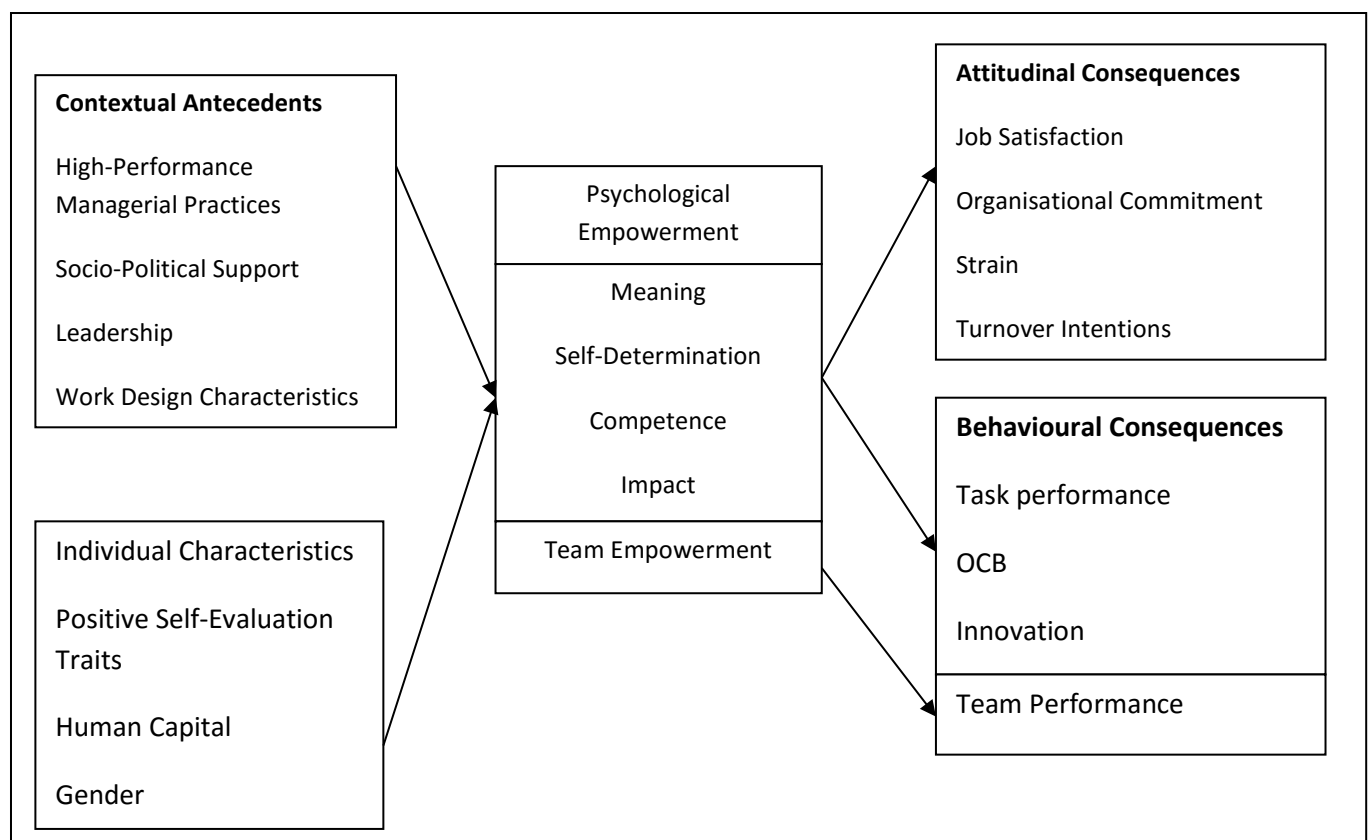 Contextual Antecedents
High-Performance
Managerial Practices
Socio-Political Support
Leadership
Work Design Characteristics
Individual Characteristics
Positive Self-Evaluation
Traits
Human Capital
Gender
Psychological
Empowerment
Meaning
Self-Determination
Competence
Impact
Team Empowerment
Attitudinal Consequences
Job Satisfaction
Organisational Commitment
Strain
Turnover Intentions
Behavioural Consequences
Task performance
OCB
Innovation
Team Performance